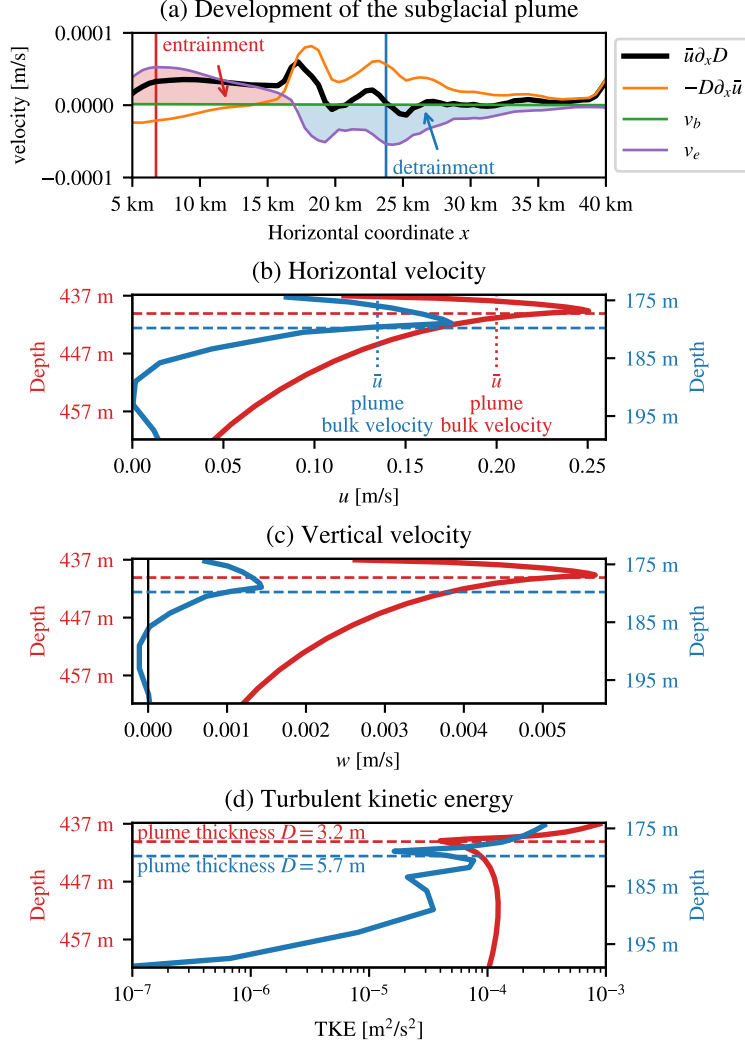 (a) Development of the subglacial plume
velocity [m/s]
0.0001
0.0000
−0.0001
entrainment
detrainment
5 km 10 km 15 km 20 km 25 km 30 km 35 km 40 km
Horizontal coordinate x
ū∂ₓD
−D∂ₓū
v_b
v_e
(b) Horizontal velocity
Depth
437 m
447 m
457 m
175 m
185 m
195 m
Depth
ū
plume
bulk velocity
ū
plume
bulk velocity
0.00 0.05 0.10 0.15 0.20 0.25
u [m/s]
(c) Vertical velocity
Depth
437 m
447 m
457 m
175 m
185 m
195 m
Depth
0.000 0.001 0.002 0.003 0.004 0.005
w [m/s]
(d) Turbulent kinetic energy
Depth
437 m
447 m
457 m
plume thickness D = 3.2 m
plume thickness D = 5.7 m
175 m
185 m
195 m
Depth
10⁻⁷ 10⁻⁶ 10⁻⁵ 10⁻⁴ 10⁻³
TKE [m²/s²]